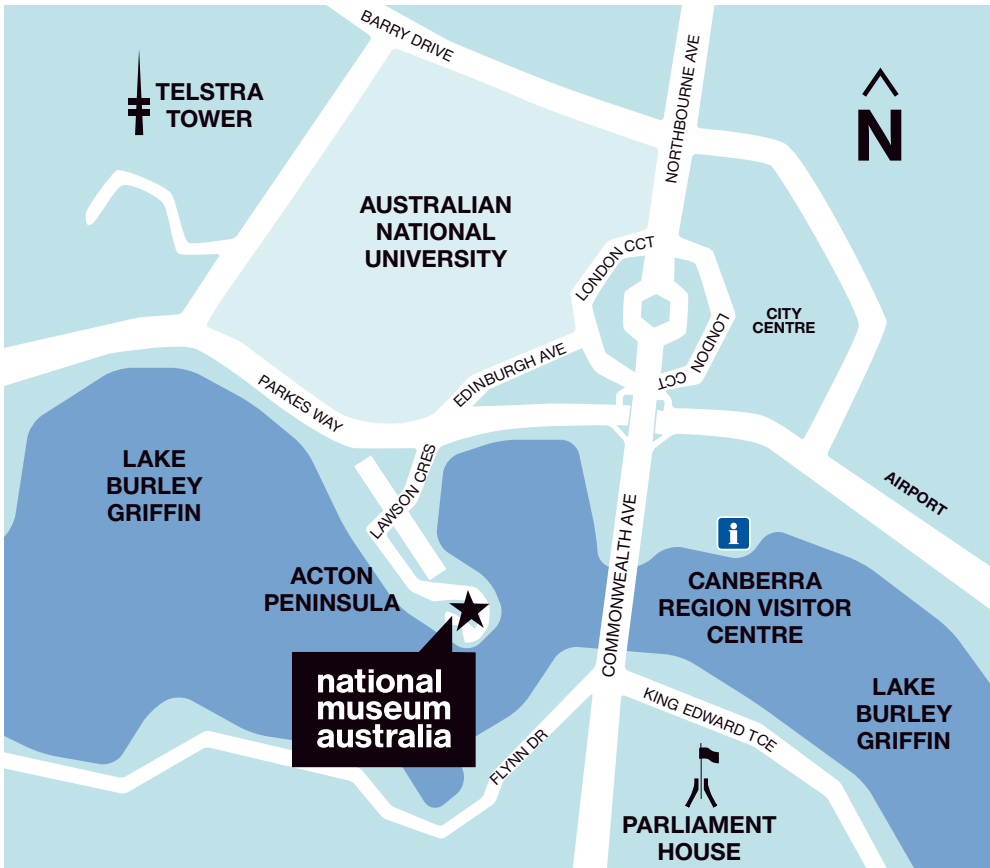 BARRY DRIVE
NORTHBOURNE AVE
TELSTRA
TOWER
N
AUSTRALIAN
NATIONAL
UNIVERSITY
LONDON CCT
LONDON CCT
CITY
CENTRE
EDINBURGH AVE
PARKES WAY
LAWSON CRES
LAKE
BURLEY
GRIFFIN
AIRPORT
i
COMMONWEALTH AVE
ACTON
PENINSULA
CANBERRA
REGION VISITOR
CENTRE
national
museum
australia
KING EDWARD TCE
LAKE
BURLEY
GRIFFIN
FLYNN DR
PARLIAMENT
HOUSE